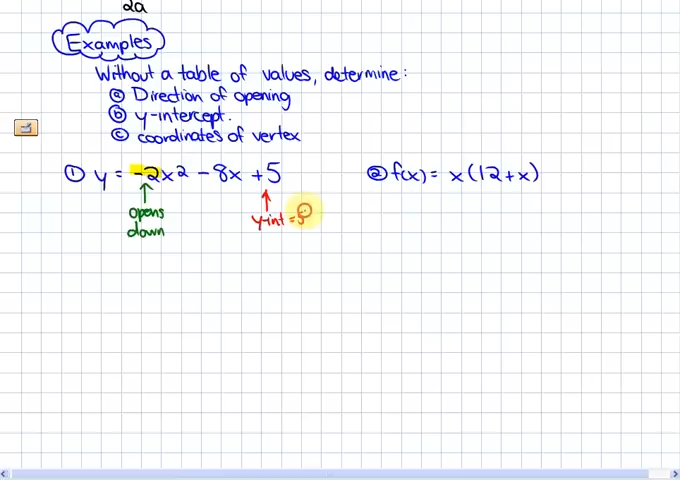 2a
Examples
Without a table of values, determine:
ⓐ Direction of opening
ⓑ y-intercept.
ⓒ coordinates of vertex
① y = -2x² - 8x + 5
opens
down
y-int = 5
② f(x) = x(12+x)